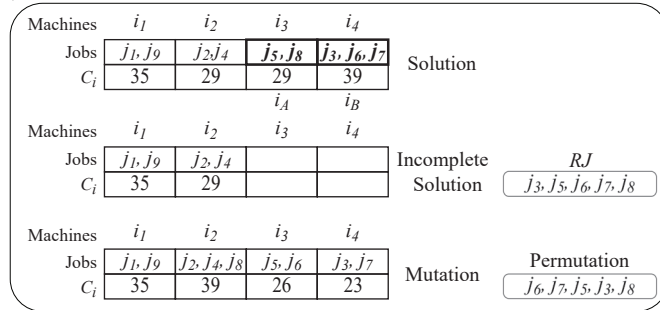 Machines i₁ i₂ i₃ i₄
Jobs j₁, j₉ j₂,j₄ j₅, j₈ j₃, j₆, j₇ Solution
Cᵢ 35 29 29 39
i_A i_B
Machines i₁ i₂ i₃ i₄
Jobs j₁, j₉ j₂, j₄ Incomplete RJ
Cᵢ 35 29 Solution j₃, j₅, j₆, j₇, j₈
Machines i₁ i₂ i₃ i₄
Jobs j₁, j₉ j₂, j₄, j₈ j₅, j₆ j₃, j₇ Mutation Permutation
Cᵢ 35 39 26 23 j₆, j₇, j₅, j₃, j₈